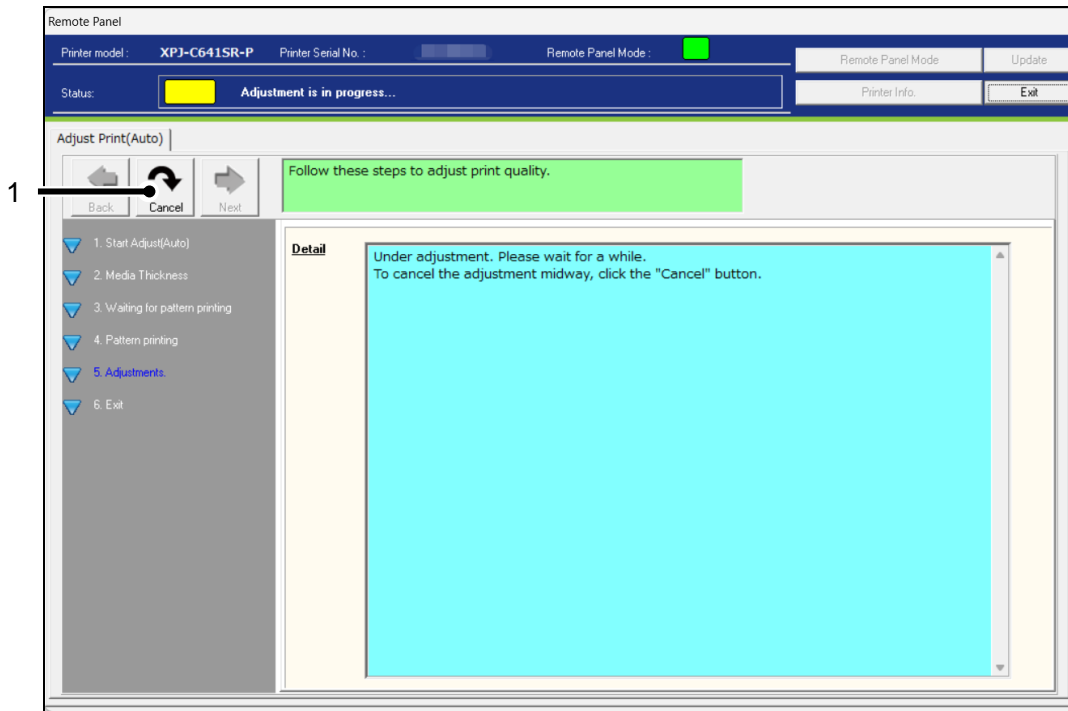 Remote Panel
Printer model : XPJ-C641SR-P Printer Serial No. : Remote Panel Mode :
Remote Panel Mode Update
Status: Adjustment is in progress...
Printer Info. Exit
Adjust Print(Auto)
Back Cancel Next
Follow these steps to adjust print quality.
1
1. Start Adjust(Auto)
2. Media Thickness
3. Waiting for pattern printing
4. Pattern printing
5. Adjustments.
6. Exit
Detail
Under adjustment. Please wait for a while.
To cancel the adjustment midway, click the "Cancel" button.